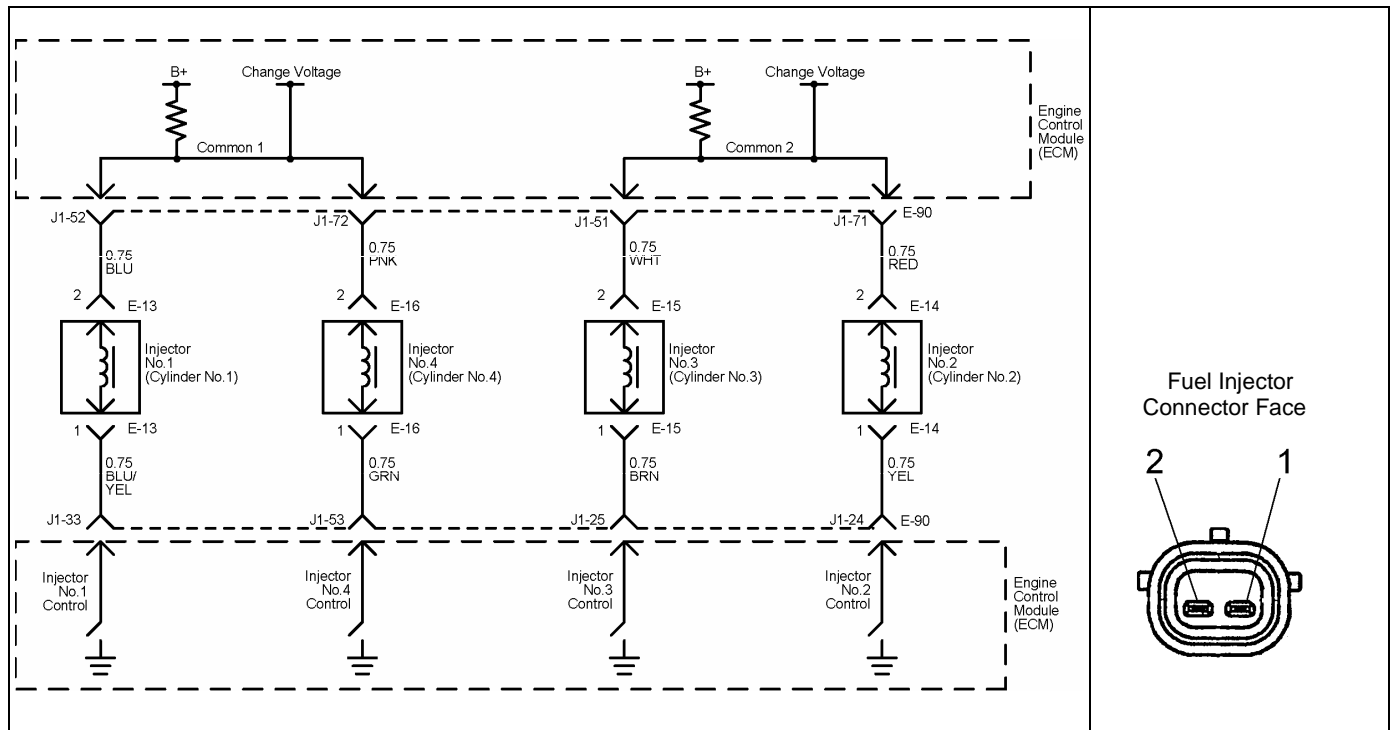 B+
Change Voltage
B+
Change Voltage
Engine
Control
Module
(ECM)
Common 1
Common 2
J1-52
J1-72
J1-51
J1-71
E-90
0.75
BLU
0.75
PNK
0.75
WHT
0.75
RED
2
E-13
2
E-16
2
E-15
2
E-14
Injector
No.1
(Cylinder No.1)
Injector
No.4
(Cylinder No.4)
Injector
No.3
(Cylinder No.3)
Injector
No.2
(Cylinder No.2)
1
E-13
1
E-16
1
E-15
1
E-14
0.75
BLU/
YEL
0.75
GRN
0.75
BRN
0.75
YEL
J1-33
J1-53
J1-25
J1-24
E-90
Injector
No.1
Control
Injector
No.4
Control
Injector
No.3
Control
Injector
No.2
Control
Engine
Control
Module
(ECM)
Fuel Injector
Connector Face
2
1